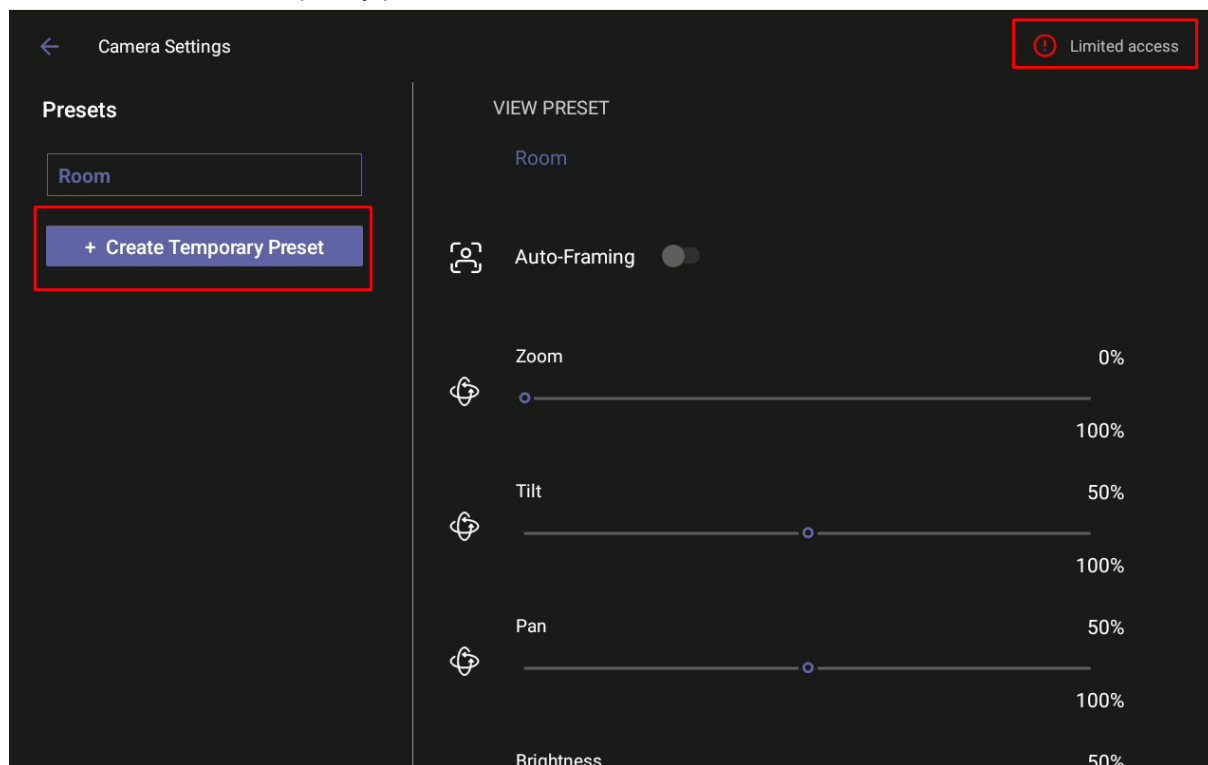 Camera Settings
Limited access
Presets
Room
+ Create Temporary Preset
VIEW PRESET
Room
Auto-Framing
Zoom 0%
100%
Tilt 50%
100%
Pan 50%
100%
Brightness 50%